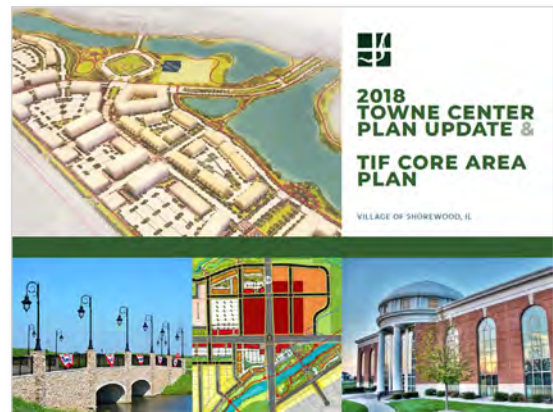 2018
TOWNE CENTER
PLAN UPDATE &
TIF CORE AREA
PLAN
VILLAGE OF SHOREWOOD, IL